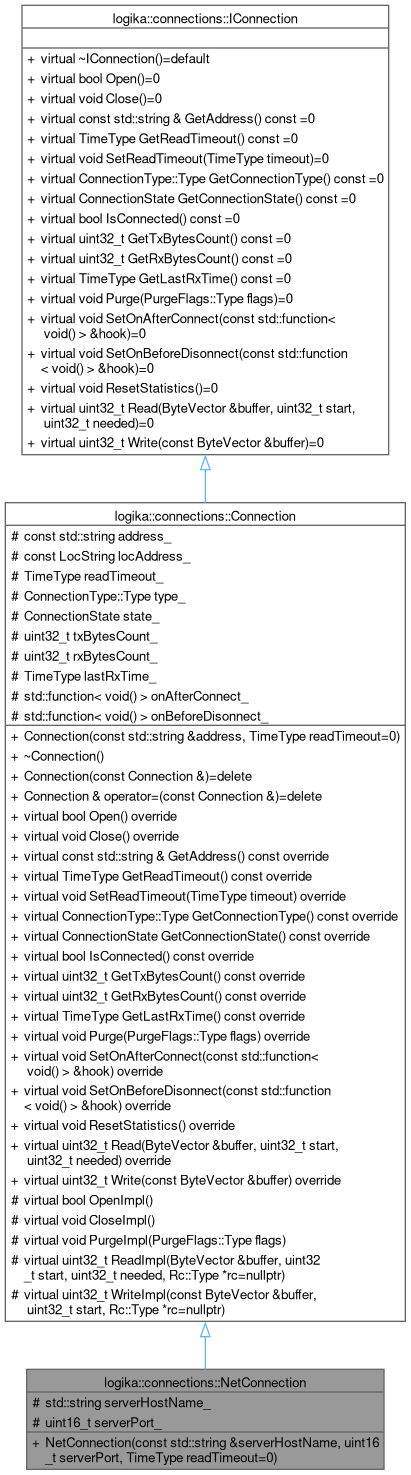 logika::connections::IConnection
+ virtual ~IConnection()=default
+ virtual bool Open()=0
+ virtual void Close()=0
+ virtual const std::string & GetAddress() const =0
+ virtual TimeType GetReadTimeout() const =0
+ virtual void SetReadTimeout(TimeType timeout)=0
+ virtual ConnectionType::Type GetConnectionType() const =0
+ virtual ConnectionState GetConnectionState() const =0
+ virtual bool IsConnected() const =0
+ virtual uint32_t GetTxBytesCount() const =0
+ virtual uint32_t GetRxBytesCount() const =0
+ virtual TimeType GetLastRxTime() const =0
+ virtual void Purge(PurgeFlags::Type flags)=0
+ virtual void SetOnAfterConnect(const std::function<
void() > &hook)=0
+ virtual void SetOnBeforeDisonnect(const std::function
< void() > &hook)=0
+ virtual void ResetStatistics()=0
+ virtual uint32_t Read(ByteVector &buffer, uint32_t start,
uint32_t needed)=0
+ virtual uint32_t Write(const ByteVector &buffer)=0
logika::connections::Connection
# const std::string address_
# const LocString locAddress_
# TimeType readTimeout_
# ConnectionType::Type type_
# ConnectionState state_
# uint32_t txBytesCount_
# uint32_t rxBytesCount_
# TimeType lastRxTime_
# std::function< void() > onAfterConnect_
# std::function< void() > onBeforeDisonnect_
+ Connection(const std::string &address, TimeType readTimeout=0)
+ ~Connection()
+ Connection(const Connection &)=delete
+ Connection & operator=(const Connection &)=delete
+ virtual bool Open() override
+ virtual void Close() override
+ virtual const std::string & GetAddress() const override
+ virtual TimeType GetReadTimeout() const override
+ virtual void SetReadTimeout(TimeType timeout) override
+ virtual ConnectionType::Type GetConnectionType() const override
+ virtual ConnectionState GetConnectionState() const override
+ virtual bool IsConnected() const override
+ virtual uint32_t GetTxBytesCount() const override
+ virtual uint32_t GetRxBytesCount() const override
+ virtual TimeType GetLastRxTime() const override
+ virtual void Purge(PurgeFlags::Type flags) override
+ virtual void SetOnAfterConnect(const std::function<
void() > &hook) override
+ virtual void SetOnBeforeDisonnect(const std::function
< void() > &hook) override
+ virtual void ResetStatistics() override
+ virtual uint32_t Read(ByteVector &buffer, uint32_t start,
uint32_t needed) override
+ virtual uint32_t Write(const ByteVector &buffer) override
# virtual bool OpenImpl()
# virtual void CloseImpl()
# virtual void PurgeImpl(PurgeFlags::Type flags)
# virtual uint32_t ReadImpl(ByteVector &buffer, uint32
_t start, uint32_t needed, Rc::Type *rc=nullptr)
# virtual uint32_t WriteImpl(const ByteVector &buffer,
uint32_t start, Rc::Type *rc=nullptr)
logika::connections::NetConnection
# std::string serverHostName_
# uint16_t serverPort_
+ NetConnection(const std::string &serverHostName, uint16
_t serverPort, TimeType readTimeout=0)